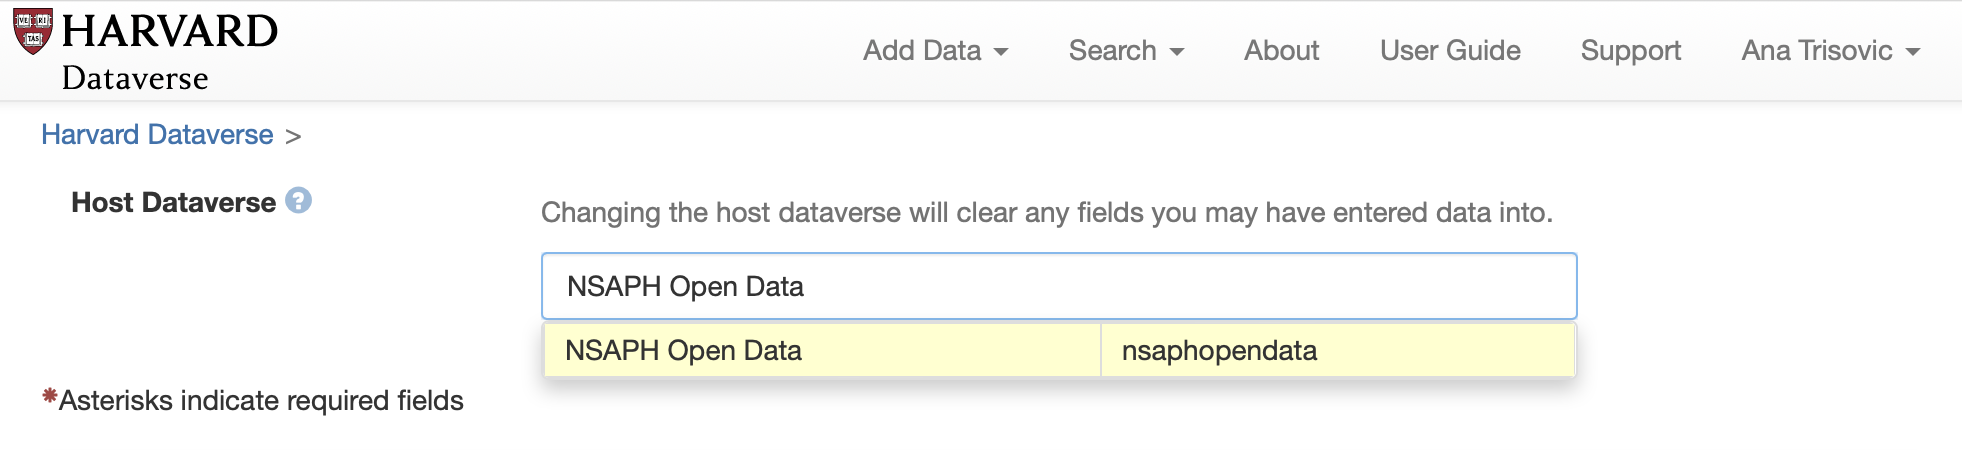 VE RI TAS
HARVARD
Dataverse
Add Data Search About User Guide Support Ana Trisovic
Harvard Dataverse >
Host Dataverse ?
Changing the host dataverse will clear any fields you may have entered data into.
NSAPH Open Data
NSAPH Open Data nsaphopendata
*Asterisks indicate required fields